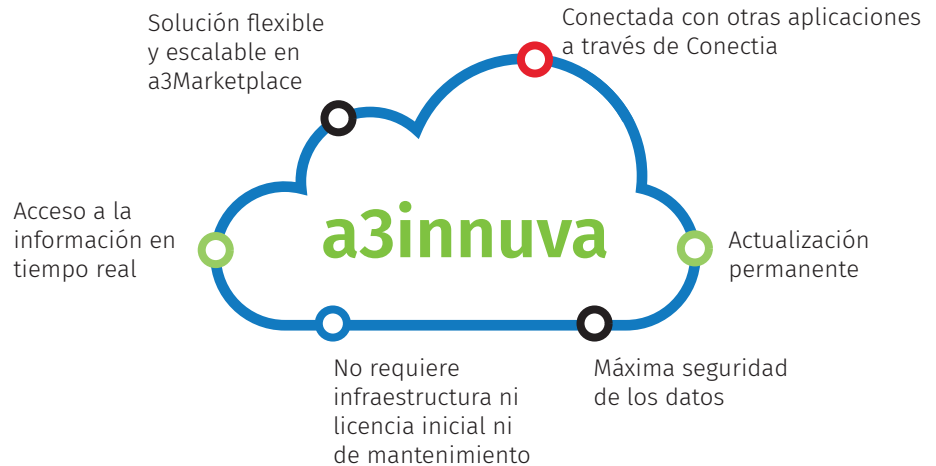 Solución flexible
y escalable en
a3Marketplace
Conectada con otras aplicaciones
a través de Conectia
Acceso a la
información en
tiempo real
a3innuva
Actualización
permanente
No requiere
infraestructura ni
licencia inicial ni
de mantenimiento
Máxima seguridad
de los datos